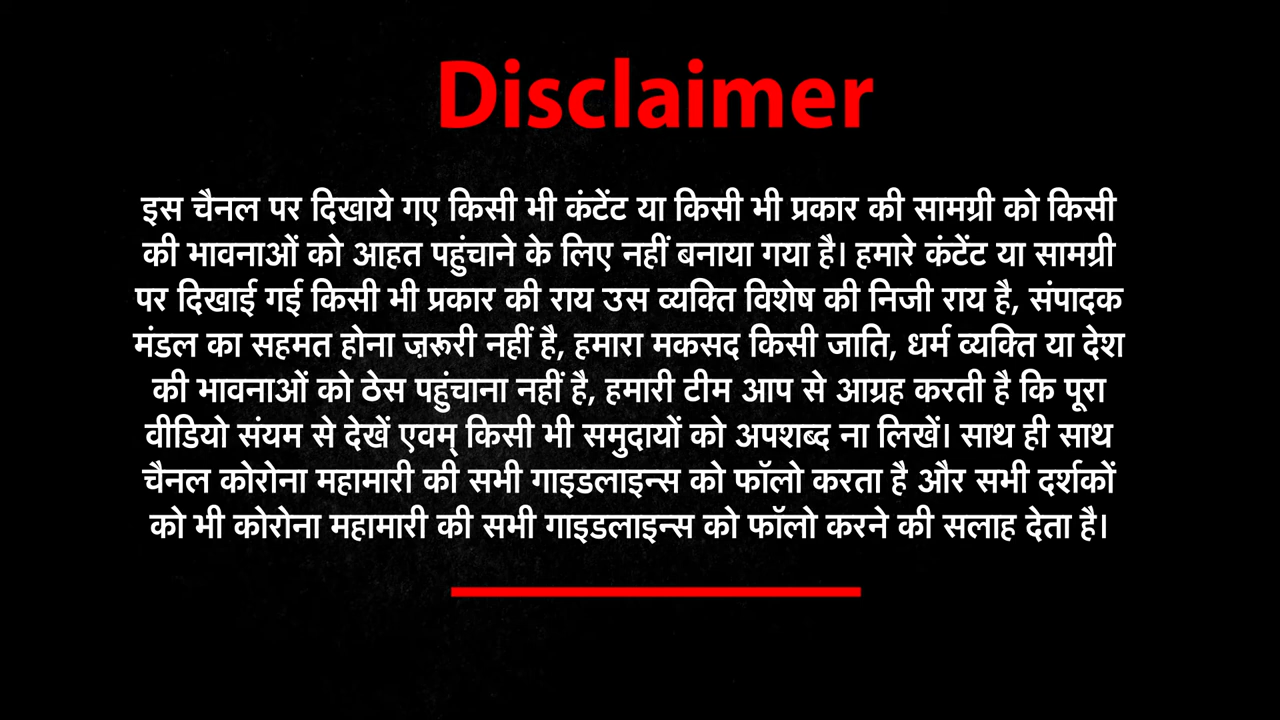 Disclaimer
इस चैनल पर दिखाये गए किसी भी कंटेंट या किसी भी प्रकार की सामग्री को किसी
की भावनाओं को आहत पहुंचाने के लिए नहीं बनाया गया है। हमारे कंटेंट या सामग्री
पर दिखाई गई किसी भी प्रकार की राय उस व्यक्ति विशेष की निजी राय है, संपादक
मंडल का सहमत होना ज़रूरी नहीं है, हमारा मकसद किसी जाति, धर्म व्यक्ति या देश
की भावनाओं को ठेस पहुंचाना नहीं है, हमारी टीम आप से आग्रह करती है कि पूरा
वीडियो संयम से देखें एवम् किसी भी समुदायों को अपशब्द ना लिखें। साथ ही साथ
चैनल कोरोना महामारी की सभी गाइडलाइन्स को फॉलो करता है और सभी दर्शकों
को भी कोरोना महामारी की सभी गाइडलाइन्स को फॉलो करने की सलाह देता है।